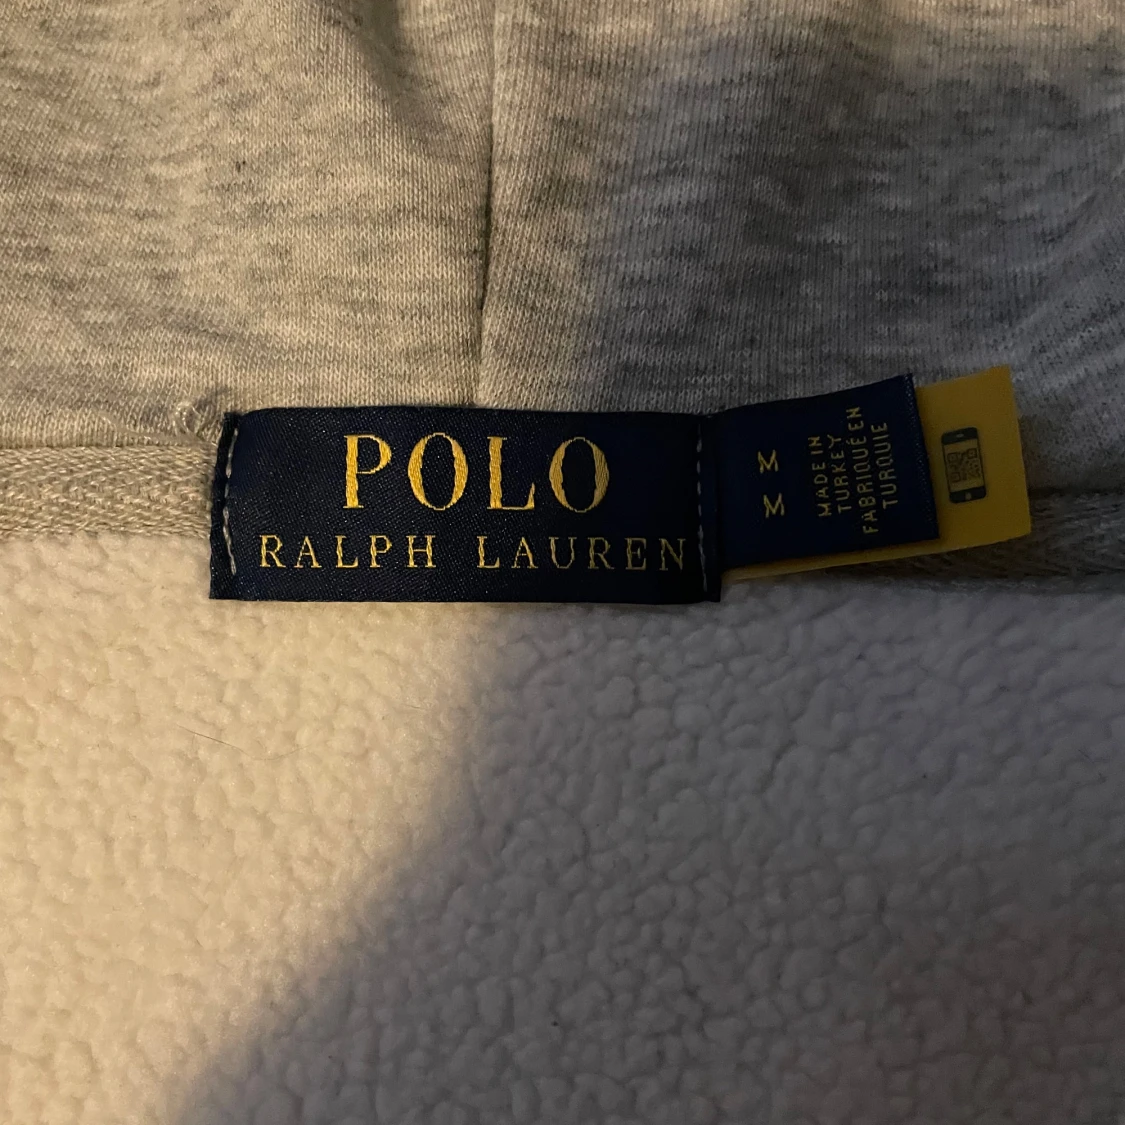 POLO
RALPH LAUREN
M
M
MADE IN
TURKEY
FABRIQUÉ EN
TURQUIE